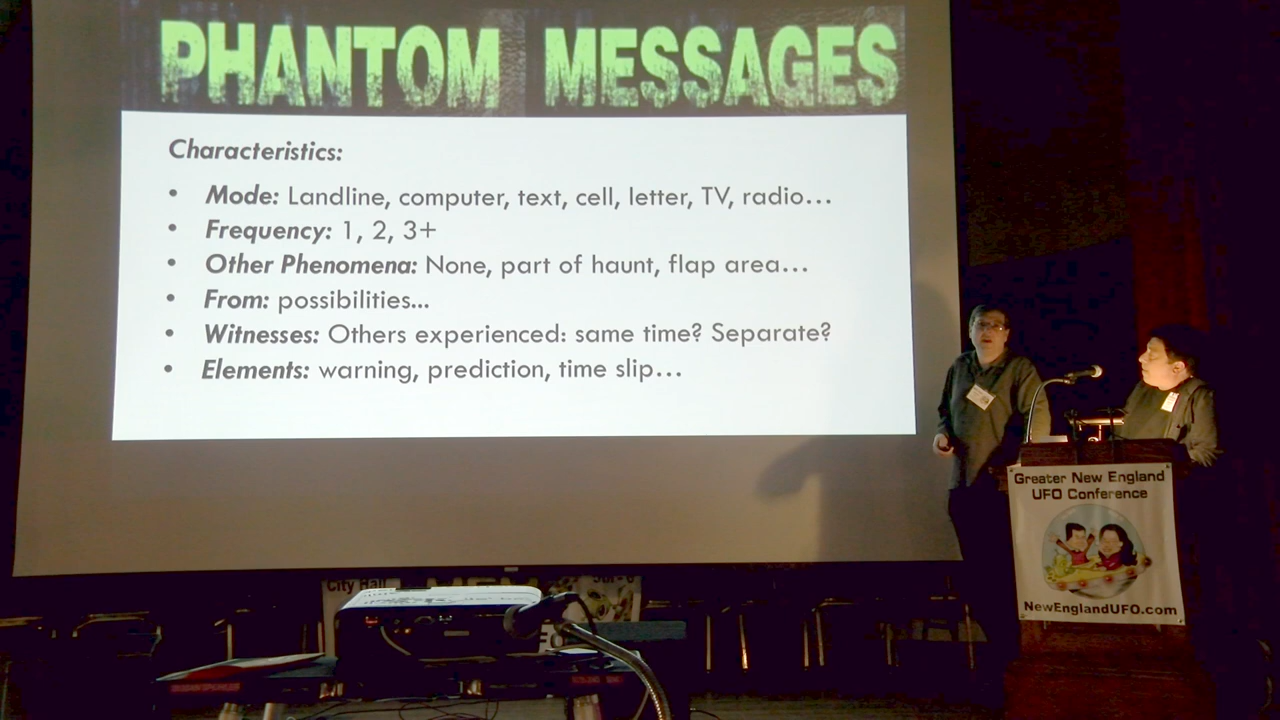 PHANTOM MESSAGES
Characteristics:
• Mode: Landline, computer, text, cell, letter, TV, radio...
• Frequency: 1, 2, 3+
• Other Phenomena: None, part of haunt, flap area...
• From: possibilities...
• Witnesses: Others experienced: same time? Separate?
• Elements: warning, prediction, time slip...
Greater New England
UFO Conference
NewEnglandUFO.com
City Hall